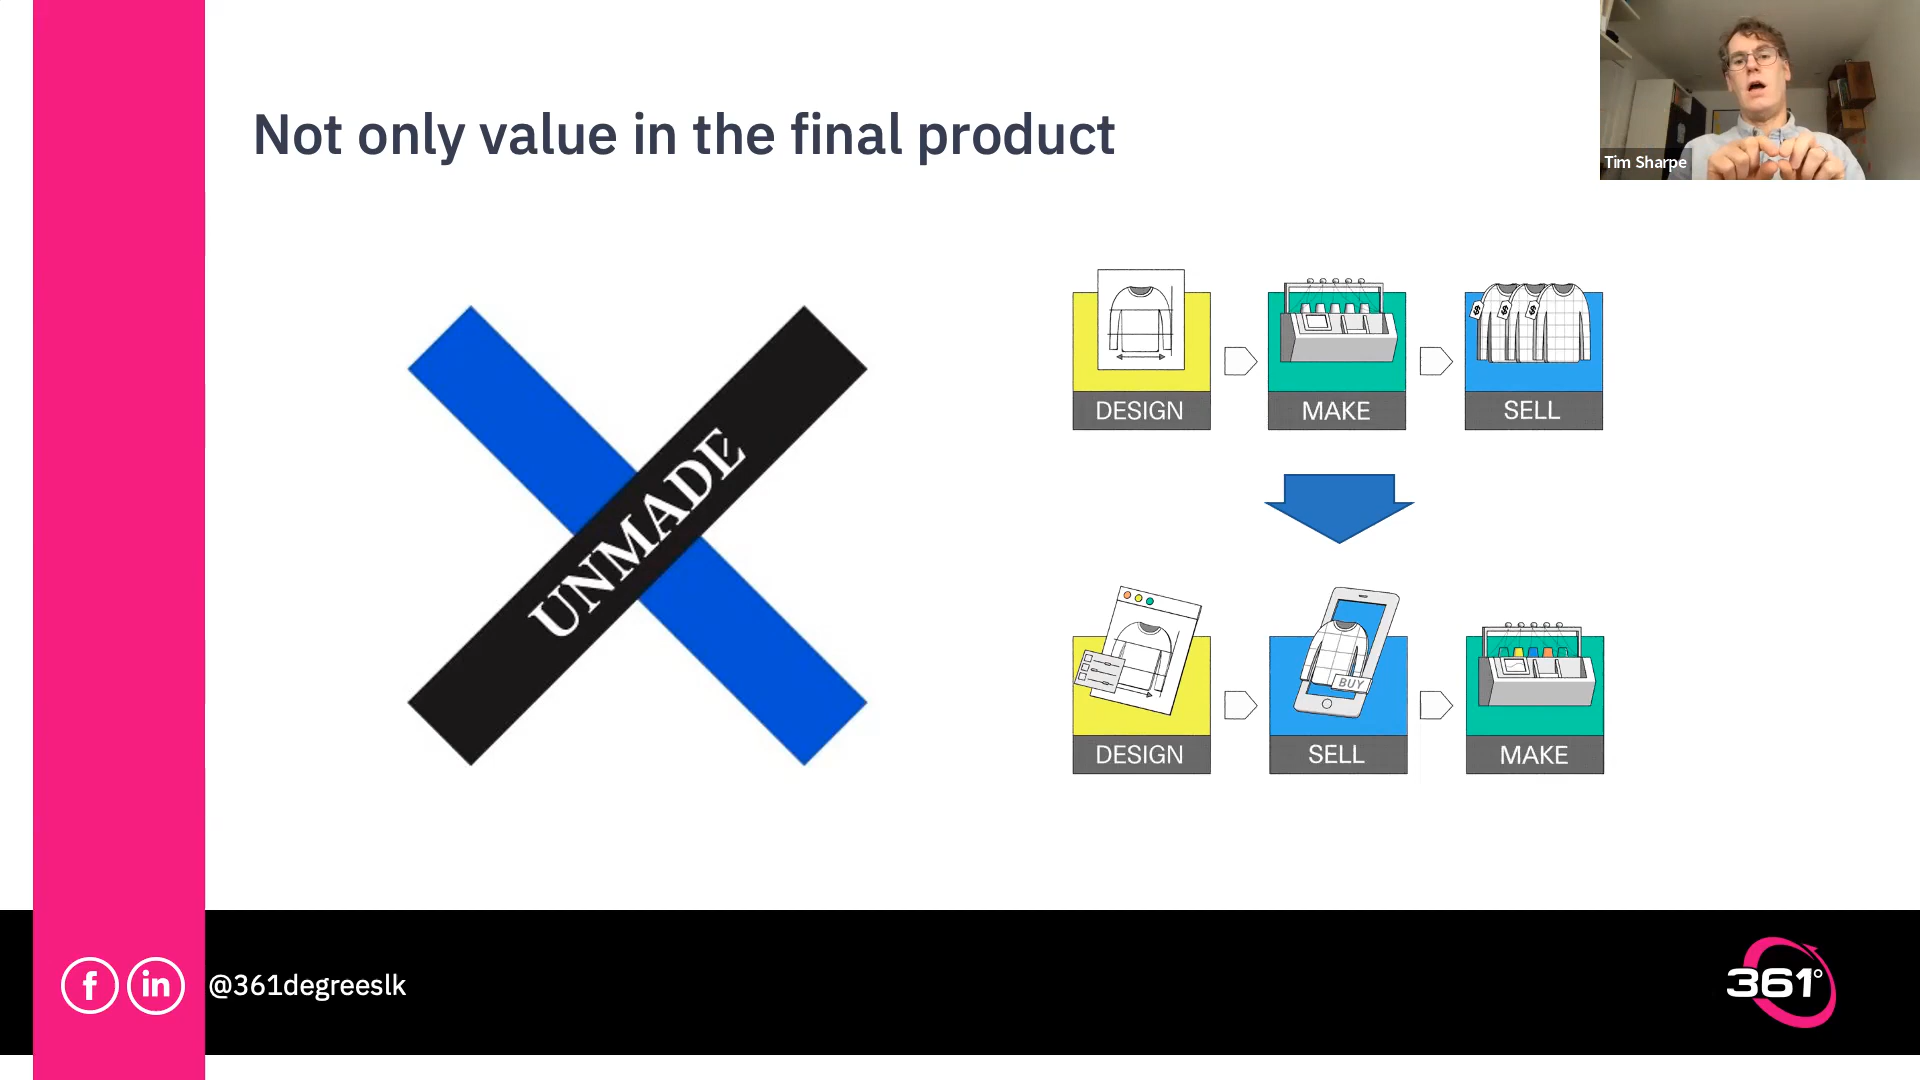 Not only value in the final product
Tim Sharpe
UNMADE
DESIGN
MAKE
$ $ $
SELL
BUY
DESIGN
SELL
MAKE
f in @361degreeslk
361°